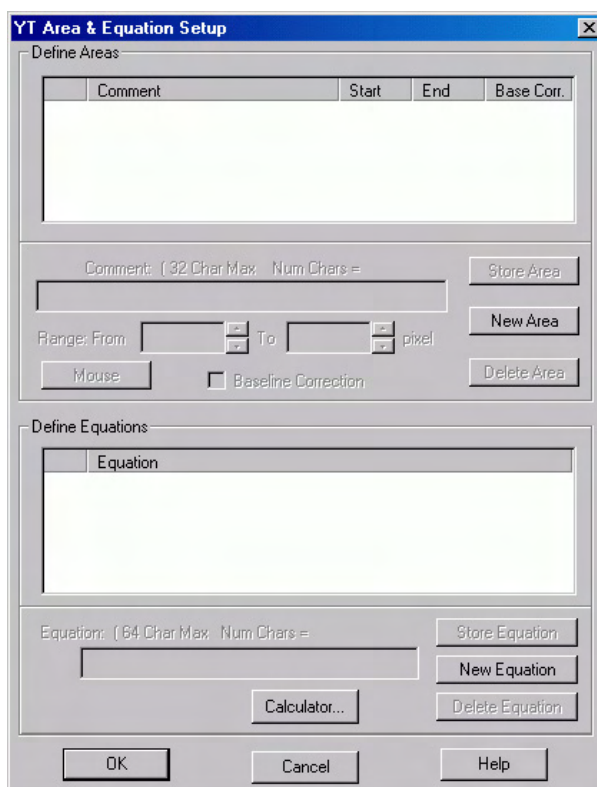 YT Area & Equation Setup
Define Areas
Comment Start End Base Corr.
Comment: ( 32 Char Max Num Chars =
Store Area
New Area
Range: From To pixel
Mouse Baseline Correction Delete Area
Define Equations
Equation
Equation: ( 64 Char Max Num Chars =
Store Equation
New Equation
Calculator... Delete Equation
OK Cancel Help